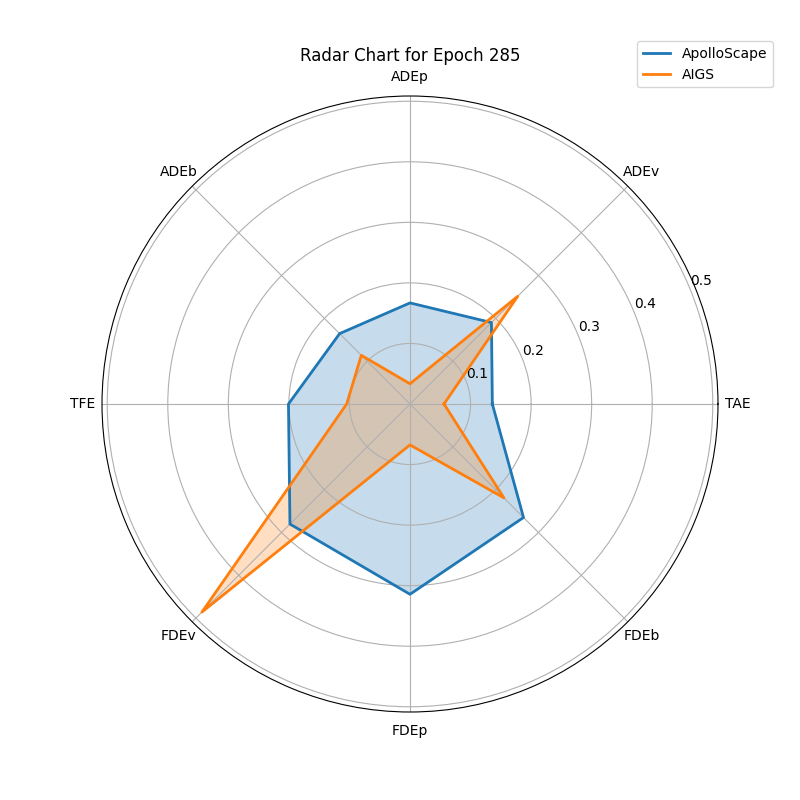 Radar Chart for Epoch 285
ApolloScape
AIGS
ADEp
ADEb
ADEv
0.5
0.4
0.3
0.2
0.1
TFE
TAE
FDEv
FDEb
FDEp